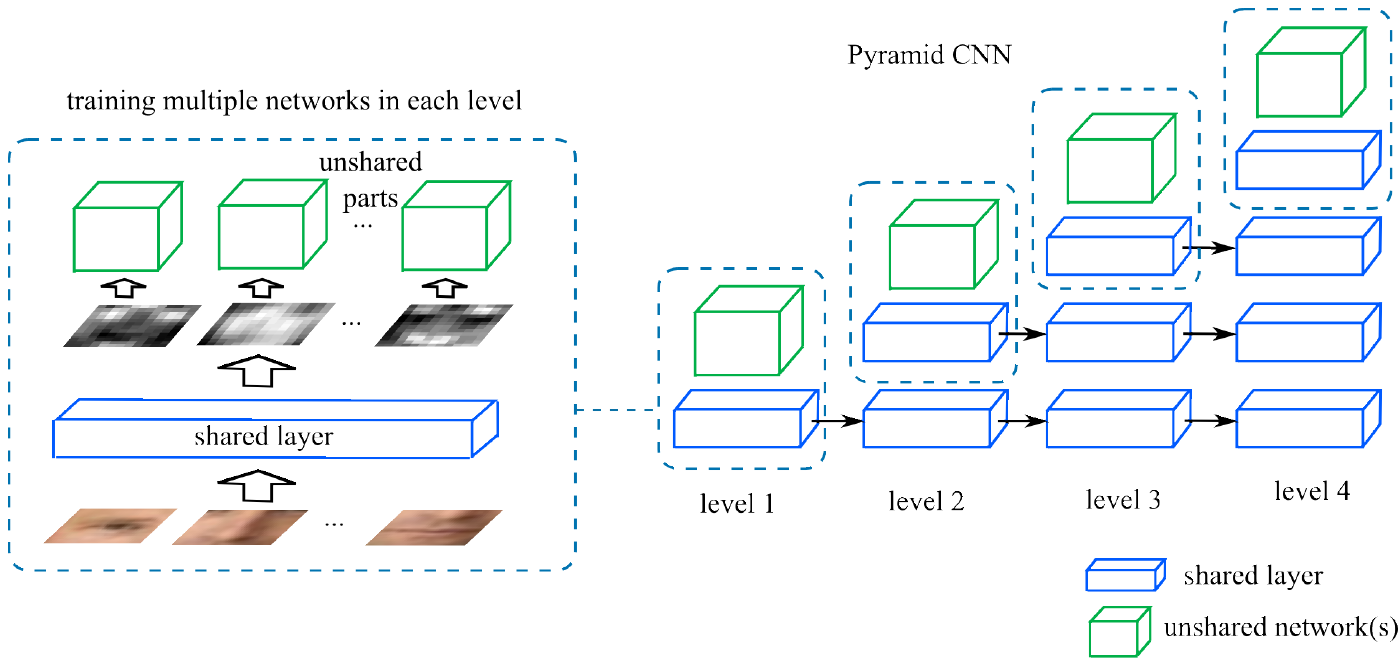 Pyramid CNN
training multiple networks in each level
unshared
parts
...
...
shared layer
...
level 1
level 2
level 3
level 4
shared layer
unshared network(s)